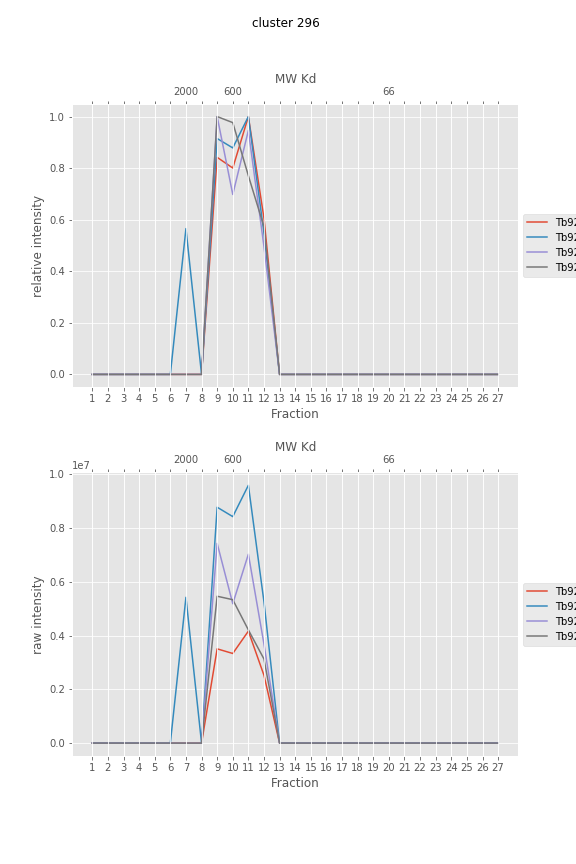 cluster 296
MW Kd
2000 600 66
1.0
0.8
0.6
0.4
0.2
0.0
relative intensity
Tb92
Tb92
Tb92
Tb92
1 2 3 4 5 6 7 8 9 10 11 12 13 14 15 16 17 18 19 20 21 22 23 24 25 26 27
Fraction
MW Kd
2000 600 66
1e7
1.0
0.8
0.6
0.4
0.2
0.0
raw intensity
Tb92
Tb92
Tb92
Tb92
1 2 3 4 5 6 7 8 9 10 11 12 13 14 15 16 17 18 19 20 21 22 23 24 25 26 27
Fraction